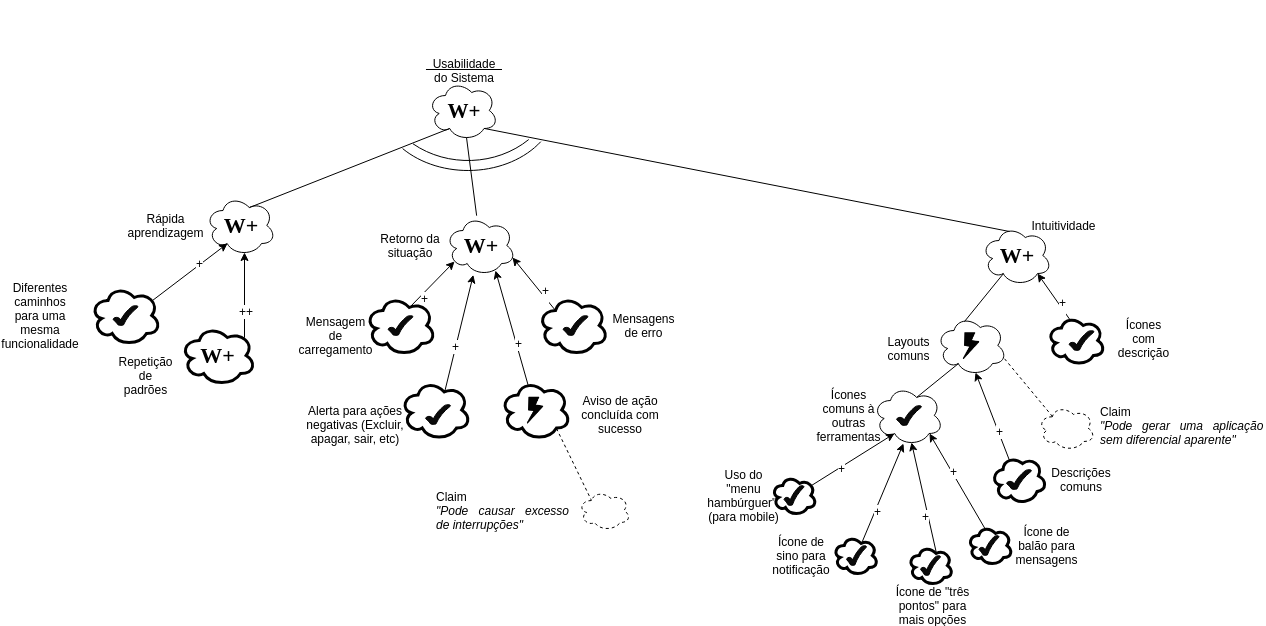 Usabilidade
do Sistema
W+
Rápida
aprendizagem
W+
+
++
Diferentes
caminhos
para uma
mesma
funcionalidade
Repetição
de
padrões
W+
Retorno da
situação
W+
+
+
+
+
Mensagem
de
carregamento
Mensagens
de erro
Alerta para ações
negativas (Excluir,
apagar, sair, etc)
Aviso de ação
concluída com
sucesso
Claim
"Pode causar excesso
de interrupções"
Intuitividade
W+
+
Ícones
com
descrição
Layouts
comuns
Claim
"Pode gerar uma aplicação
sem diferencial aparente"
+
Descrições
comuns
Ícones
comuns à
outras
ferramentas
+
+
+
+
Uso do
"menu
hambúrguer"
(para mobile)
Ícone de
sino para
notificação
Ícone de "três
pontos" para
mais opções
Ícone de
balão para
mensagens